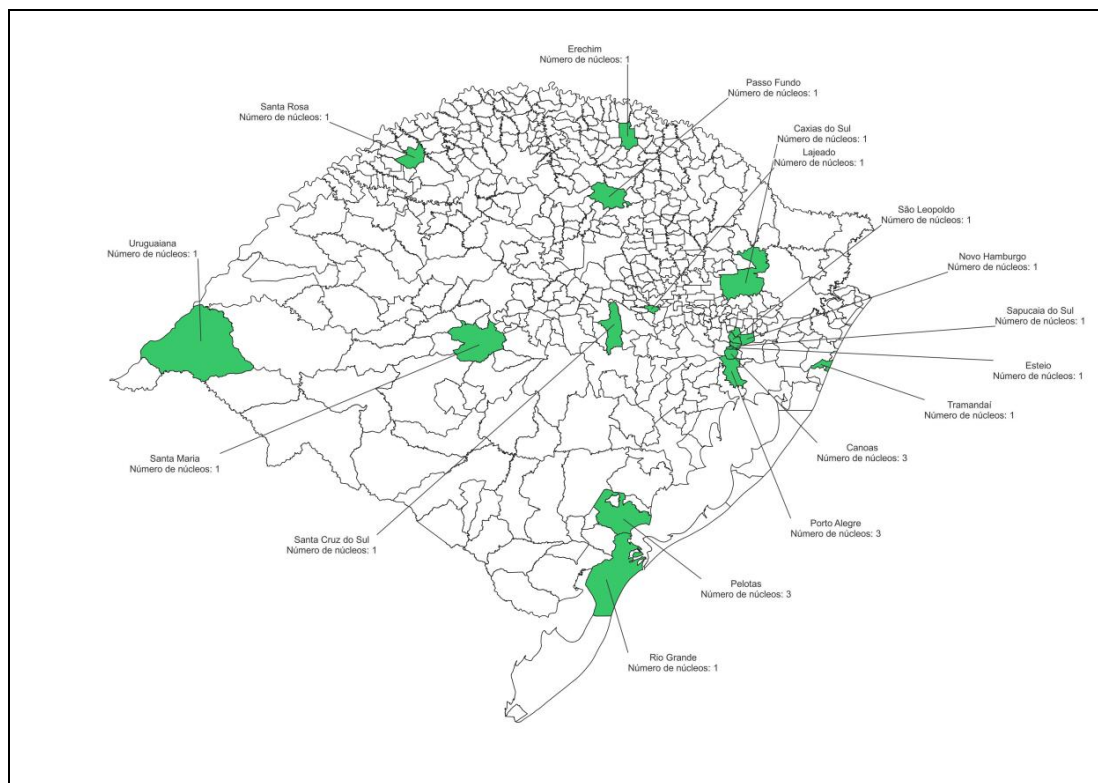 Erechim
Número de núcleos: 1
Passo Fundo
Número de núcleos: 1
Santa Rosa
Número de núcleos: 1
Caxias do Sul
Número de núcleos: 1
Lajeado
Número de núcleos: 1
São Leopoldo
Número de núcleos: 1
Uruguaiana
Número de núcleos: 1
Novo Hamburgo
Número de núcleos: 1
Sapucaia do Sul
Número de núcleos: 1
Esteio
Número de núcleos: 1
Tramandaí
Número de núcleos: 1
Canoas
Número de núcleos: 3
Santa Maria
Número de núcleos: 1
Porto Alegre
Número de núcleos: 3
Santa Cruz do Sul
Número de núcleos: 1
Pelotas
Número de núcleos: 3
Rio Grande
Número de núcleos: 1